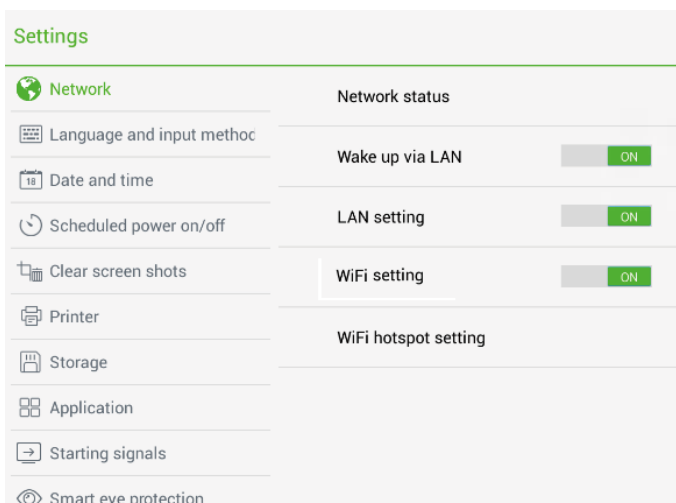 Settings
Network
Language and input method
18
Date and time
Scheduled power on/off
Clear screen shots
Printer
Storage
Application
Starting signals
Smart eye protection
Network status
Wake up via LAN
ON
LAN setting
ON
WiFi setting
ON
WiFi hotspot setting